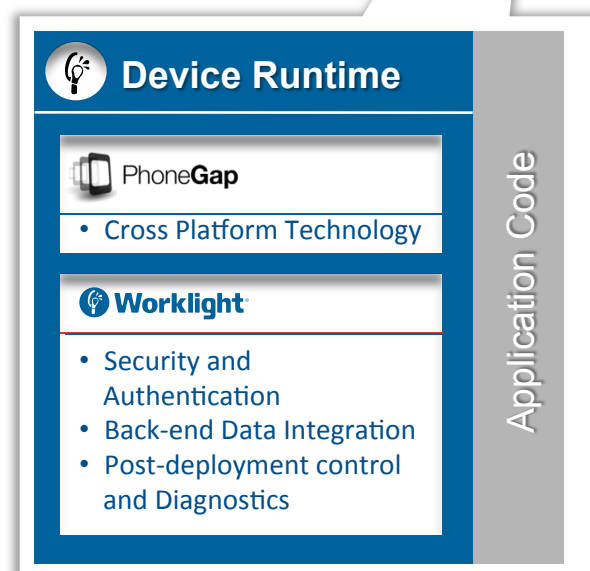 Device Runtime
PhoneGap
• Cross Platform Technology
Worklight
• Security and
Authentication
• Back-end Data Integration
• Post-deployment control
and Diagnostics
Application Code